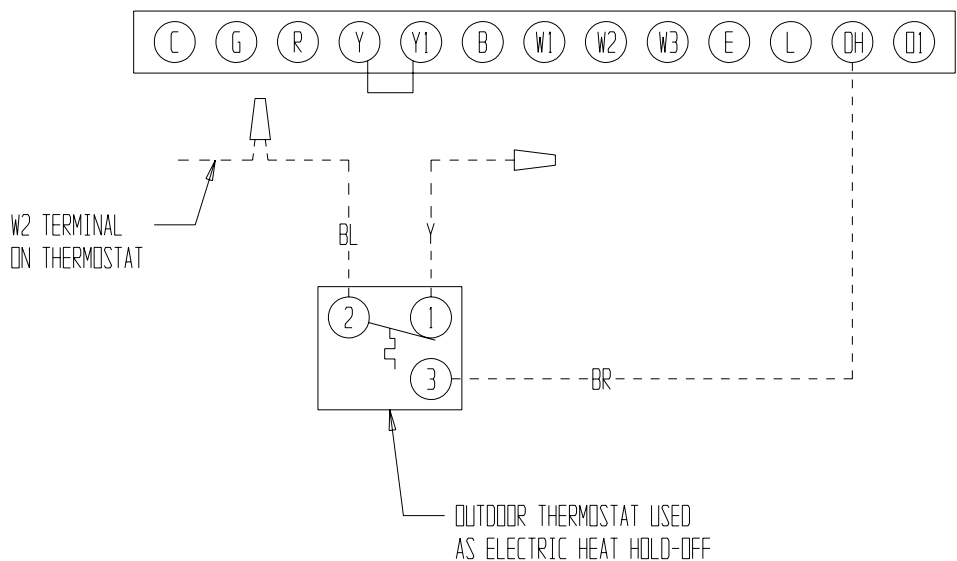 C G R Y Y1 B W1 W2 W3 E L OH O1
W2 TERMINAL
ON THERMOSTAT
BL
Y
2
1
3
BR
OUTDOOR THERMOSTAT USED
AS ELECTRIC HEAT HOLD-OFF